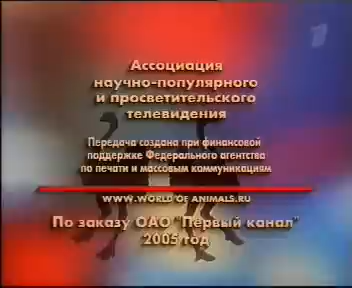 Ассоциация
научно-популярного
и просветительского
телевидения
Передача создана при финансовой
поддержке Федерального агентства
по печати и массовым коммуникациям
WWW.WORLD OF ANIMALS.RU
По заказу ОАО "Первый канал"
2005 год
1